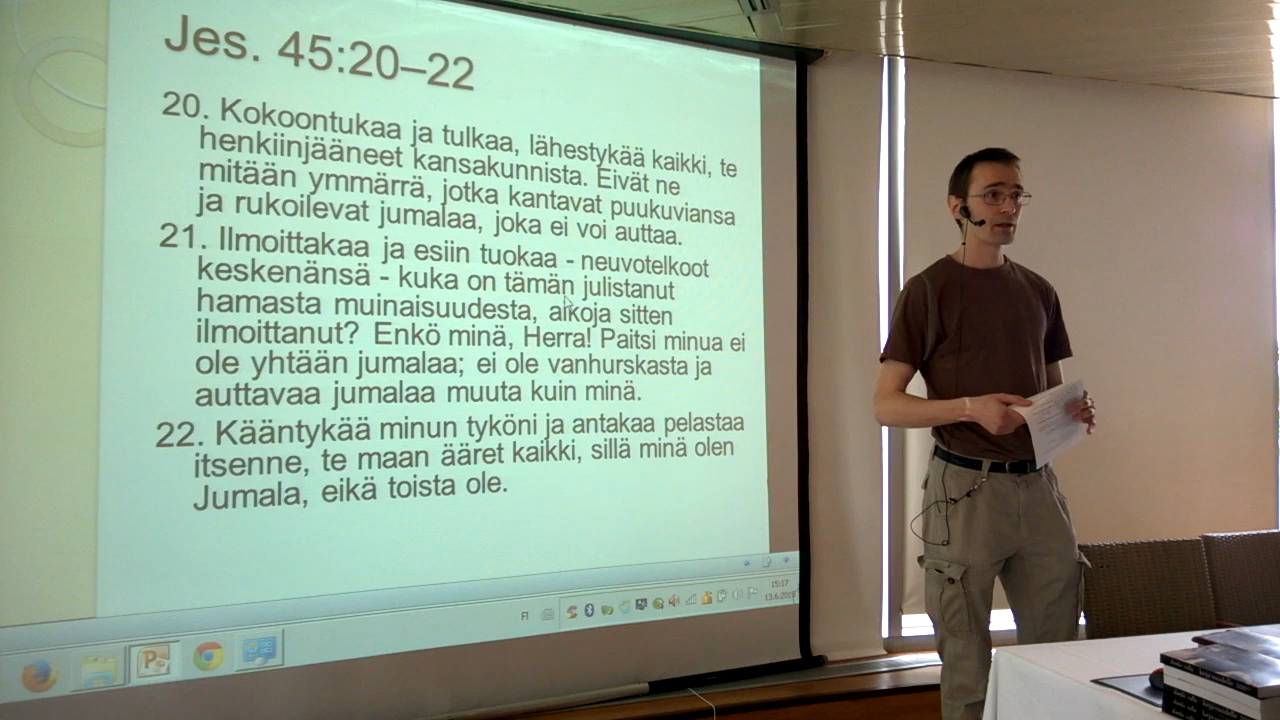 Jes. 45:20–22
20. Kokoontukaa ja tulkaa, lähestykää kaikki, te
henkiinjääneet kansakunnista. Eivät ne
mitään ymmärrä, jotka kantavat puukuviansa
ja rukoilevat jumalaa, joka ei voi auttaa.
21. Ilmoittakaa ja esiin tuokaa - neuvotelkoot
keskenänsä - kuka on tämän julistanut
hamasta muinaisuudesta, aikoja sitten
ilmoittanut? Enkö minä, Herra! Paitsi minua ei
ole yhtään jumalaa; ei ole vanhurskasta ja
auttavaa jumalaa muuta kuin minä.
22. Kääntykää minun tyköni ja antakaa pelastaa
itsenne, te maan ääret kaikki, sillä minä olen
Jumala, eikä toista ole.
FI
15:17